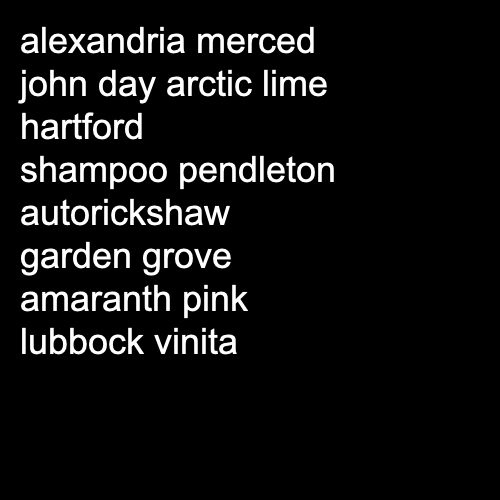 alexandria merced
john day arctic lime
hartford
shampoo pendleton
autorickshaw
garden grove
amaranth pink
lubbock vinita